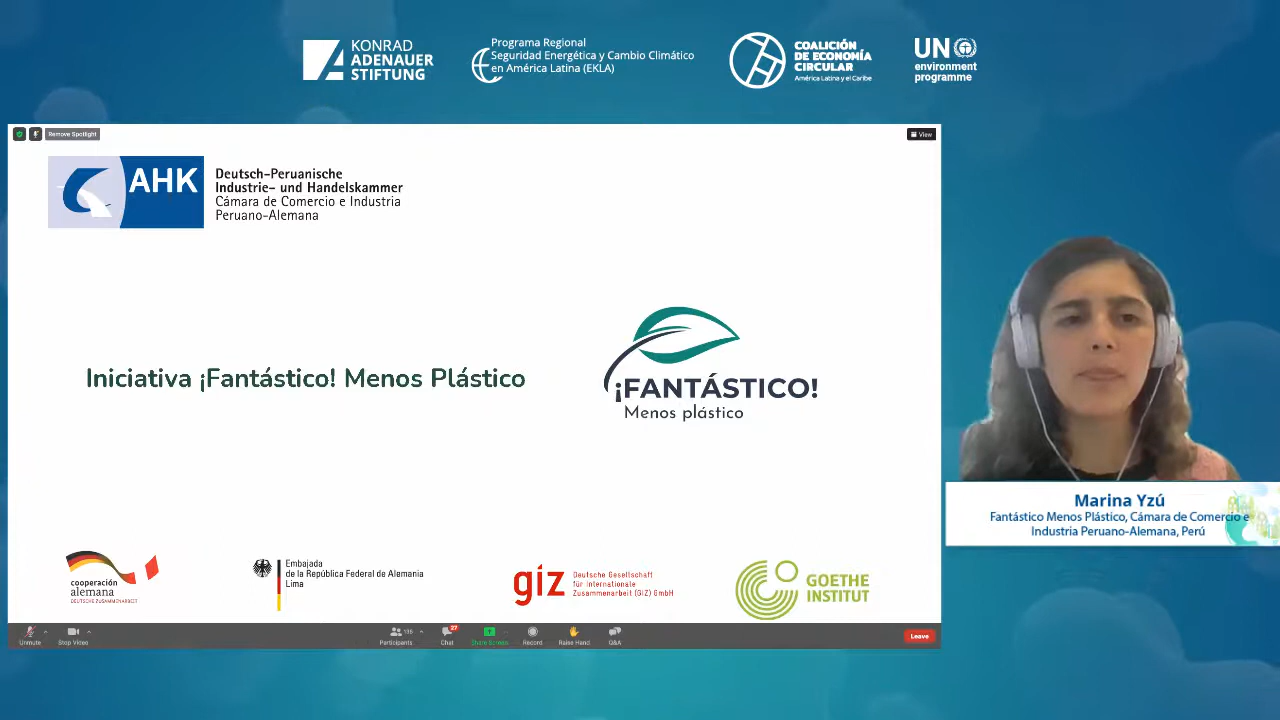 KONRAD
ADENAUER
STIFTUNG
Programa Regional
Seguridad Energética y Cambio Climático
en América Latina (EKLA)
COALICIÓN
DE ECONOMÍA
CIRCULAR
América Latina y el Caribe
UN
environment
programme
Remove Spotlight
View
AHK
Deutsch-Peruanische
Industrie- und Handelskammer
Cámara de Comercio e Industria
Peruano-Alemana
Iniciativa ¡Fantástico! Menos Plástico
¡FANTÁSTICO!
Menos plástico
Marina Yzú
Fantástico Menos Plástico, Cámara de Comercio e
Industria Peruano-Alemana, Perú
cooperación
alemana
DEUTSCHE ZUSAMMENARBEIT
Embajada
de la República Federal de Alemania
Lima
giz
Deutsche Gesellschaft
für Internationale
Zusammenarbeit (GIZ) GmbH
GOETHE
INSTITUT
Unmute
Stop Video
Participants
Chat
27
Share Screen
Record
Raise Hand
Q&A
Leave